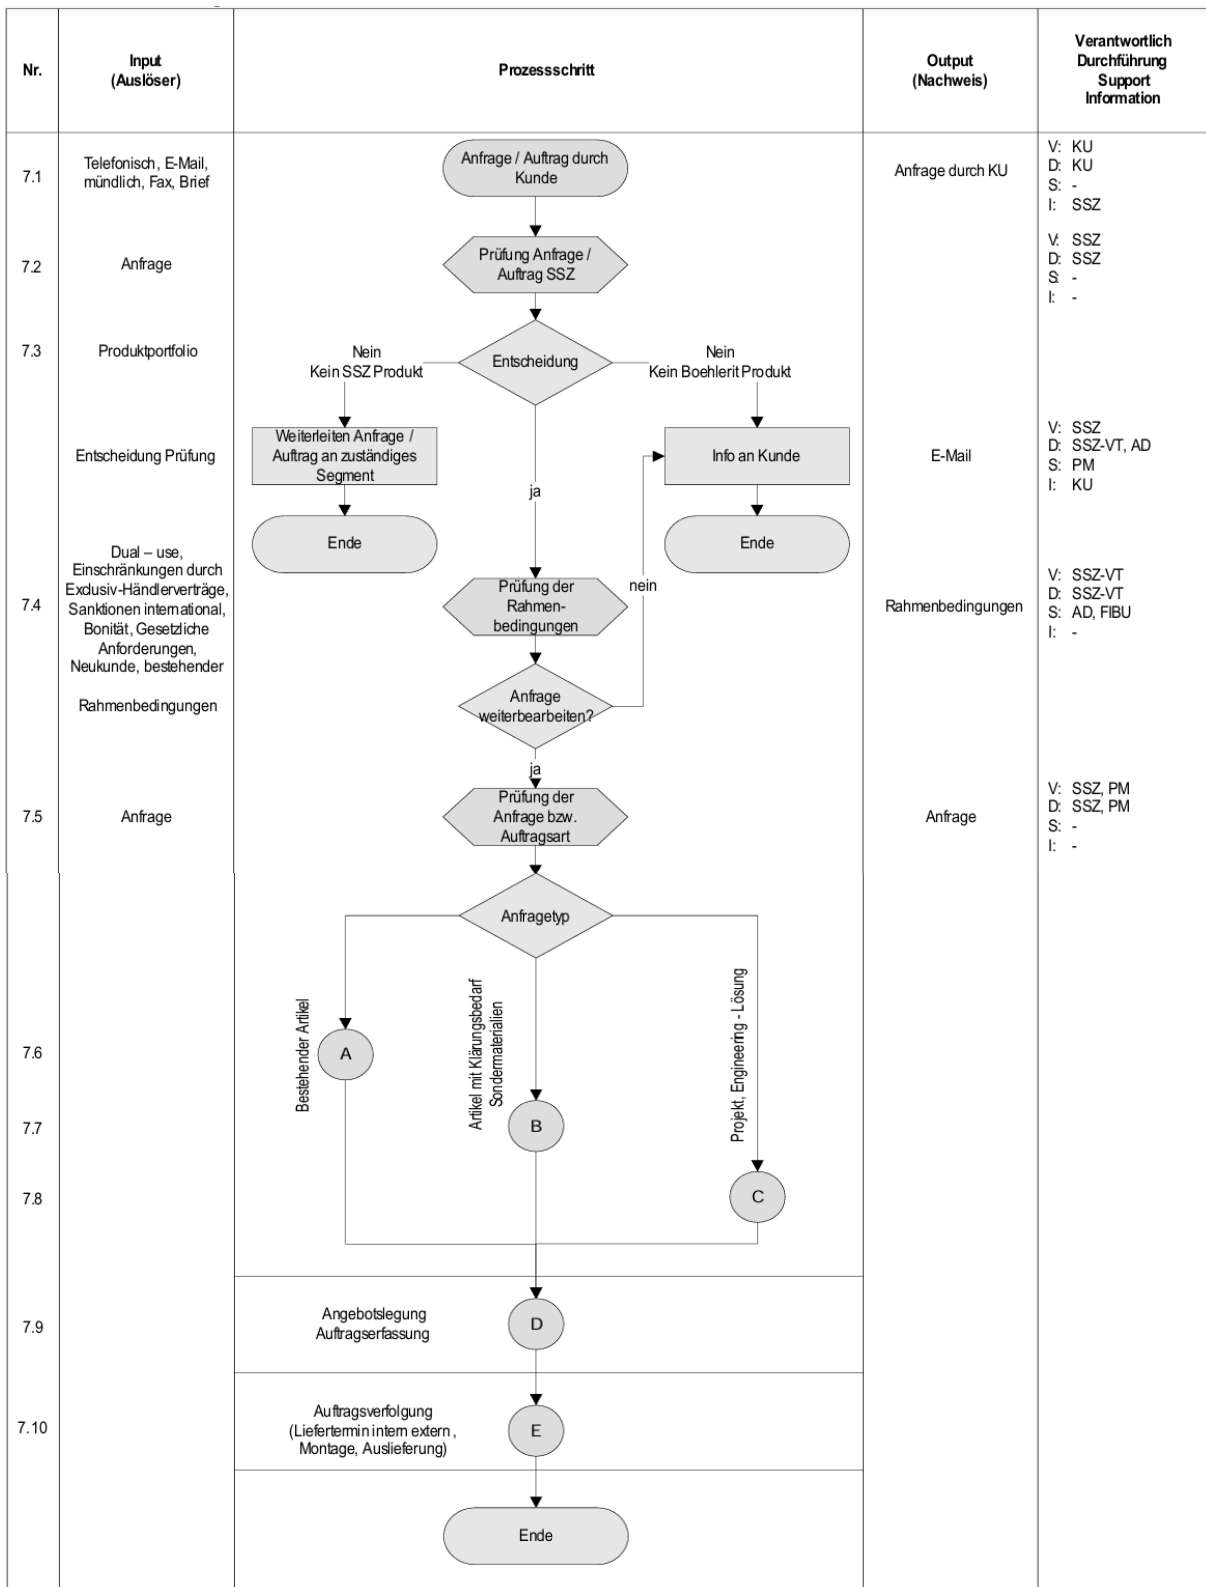 Nr.
Input
(Auslöser)
Prozessschritt
Output
(Nachweis)
Verantwortlich
Durchführung
Support
Information
7.1
Telefonisch, E-Mail,
mündlich, Fax, Brief
Anfrage / Auftrag durch
Kunde
Anfrage durch KU
V: KU
D: KU
S: -
I: SSZ
7.2
Anfrage
Prüfung Anfrage /
Auftrag SSZ
V: SSZ
D: SSZ
S: -
I: -
7.3
Produktportfolio
Nein
Kein SSZ Produkt
Entscheidung
Nein
Kein Boehlerit Produkt
Entscheidung Prüfung
Weiterleiten Anfrage /
Auftrag an zuständiges
Segment
ja
Info an Kunde
E-Mail
V: SSZ
D: SSZ-VT, AD
S: PM
I: KU
Ende
Ende
7.4
Dual – use,
Einschränkungen durch
Exclusiv-Händlerverträge,
Sanktionen international,
Bonität, Gesetzliche
Anforderungen,
Neukunde, bestehender
Prüfung der
Rahmen-
bedingungen
nein
Rahmenbedingungen
V: SSZ-VT
D: SSZ-VT
S: AD, FIBU
I: -
Rahmenbedingungen
Anfrage
weiterbearbeiten?
ja
7.5
Anfrage
Prüfung der
Anfrage bzw.
Auftragsart
Anfrage
V: SSZ, PM
D: SSZ, PM
S: -
I: -
Anfragetyp
7.6
Bestehender Artikel
A
Artikel mit Klärungsbedarf
Sondermaterialien
7.7
B
Projekt, Engineering - Lösung
7.8
C
7.9
Angebotslegung
Auftragserfassung
D
7.10
Auftragsverfolgung
(Liefertermin intern extern ,
Montage, Auslieferung)
E
Ende